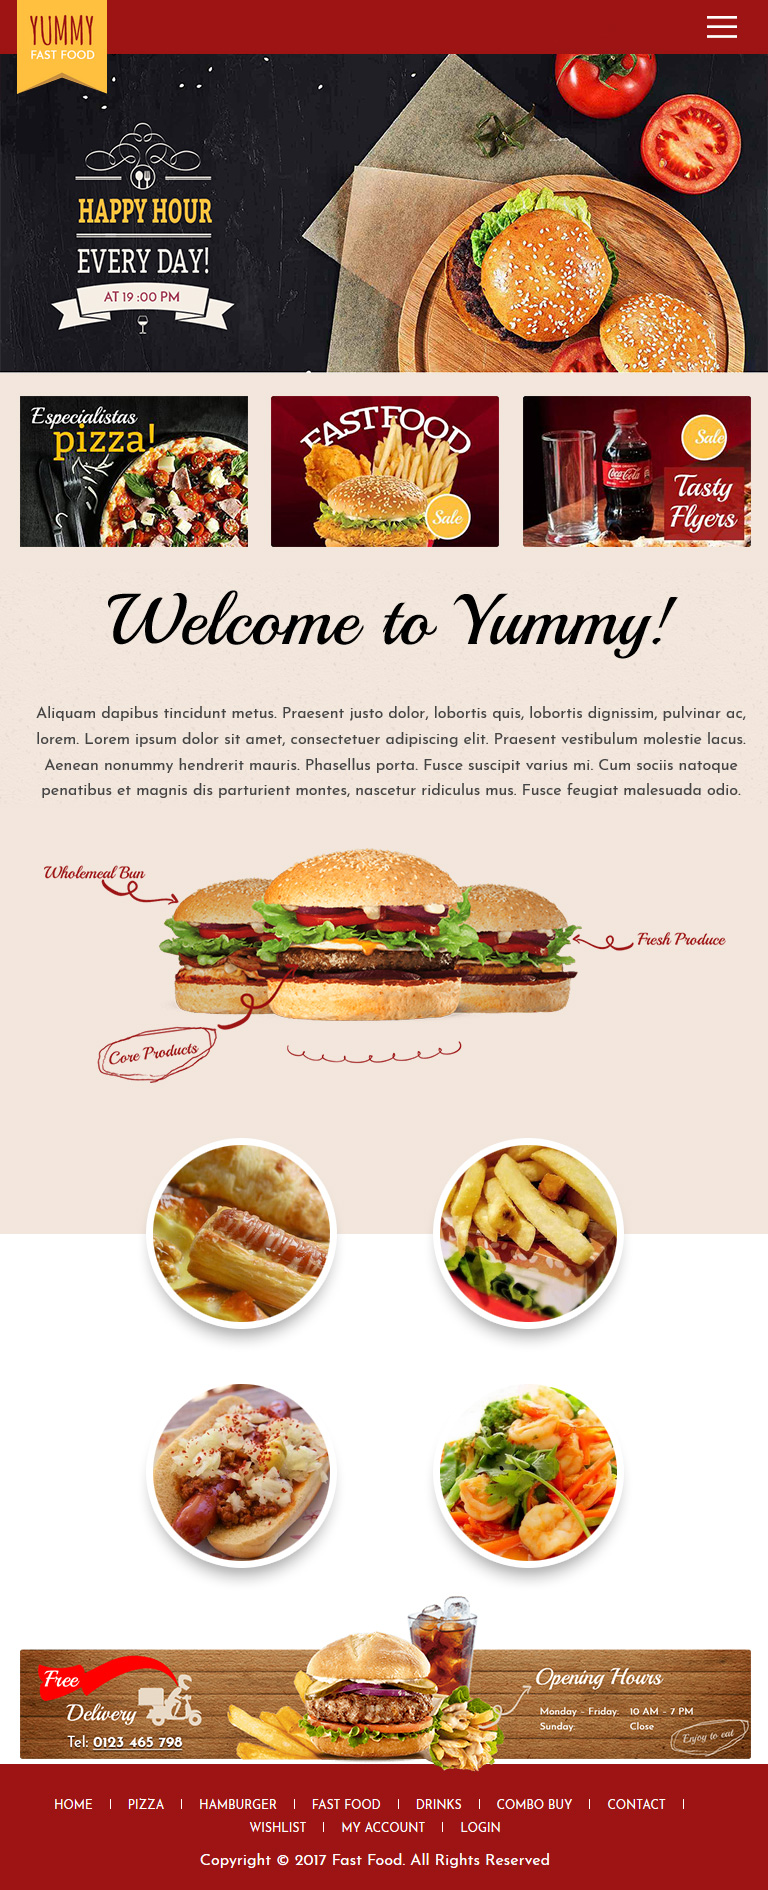 YUMMY
FAST FOOD
HAPPY HOUR
EVERY DAY!
AT 19 :00 PM
Especialistas
pizza!
FAST FOOD
Sale
Coca-Cola
Sale
Tasty
Flyers
Welcome to Yummy!
Aliquam dapibus tincidunt metus. Praesent justo dolor, lobortis quis, lobortis dignissim, pulvinar ac,
lorem. Lorem ipsum dolor sit amet, consectetuer adipiscing elit. Praesent vestibulum molestie lacus.
Aenean nonummy hendrerit mauris. Phasellus porta. Fusce suscipit varius mi. Cum sociis natoque
penatibus et magnis dis parturient montes, nascetur ridiculus mus. Fusce feugiat malesuada odio.
Wholemeal Bun
Fresh Produce
Core Products
Free
Delivery
Tel: 0123 465 798
Opening Hours
Monday - Friday: 10 AM - 7 PM
Sunday: Close
Enjoy to eat
HOME | PIZZA | HAMBURGER | FAST FOOD | DRINKS | COMBO BUY | CONTACT |
WISHLIST | MY ACCOUNT | LOGIN
Copyright © 2017 Fast Food. All Rights Reserved